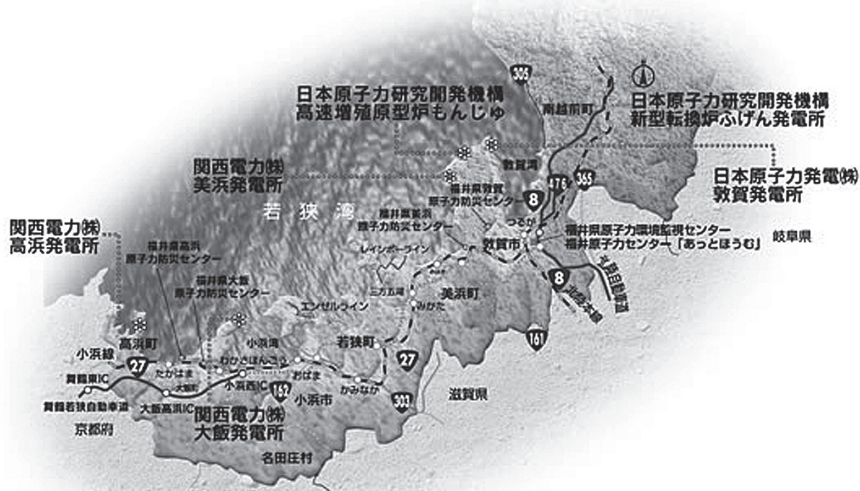 305
日本原子力研究開発機構
高速増殖原型炉もんじゅ
南越前町
日本原子力研究開発機構
新型転換炉ふげん発電所
関西電力㈱
美浜発電所
敦賀湾
476
365
日本原子力発電㈱
敦賀発電所
福井県敦賀
原子力防災センター
8
若狭湾
福井県美浜
原子力防災センター
つるが
敦賀市
福井県原子力環境監視センター
福井原子力センター「あっとほうむ」
岐阜県
関西電力㈱
高浜発電所
福井県高浜
原子力防災センター
レインボーライン
北陸自動車道
8
北陸本線
福井県大飯
原子力防災センター
三方五湖
美浜町
エンゼルライン
みかた
高浜町
小浜湾
若狭町
161
小浜線
27
わかさほんごう
27
たかはま
おばま
舞鶴東IC
大飯町
小浜西IC
かみなか
162
小浜市
303
滋賀県
舞鶴若狭自動車道
大飯高浜IC
関西電力㈱
大飯発電所
京都府
名田庄村